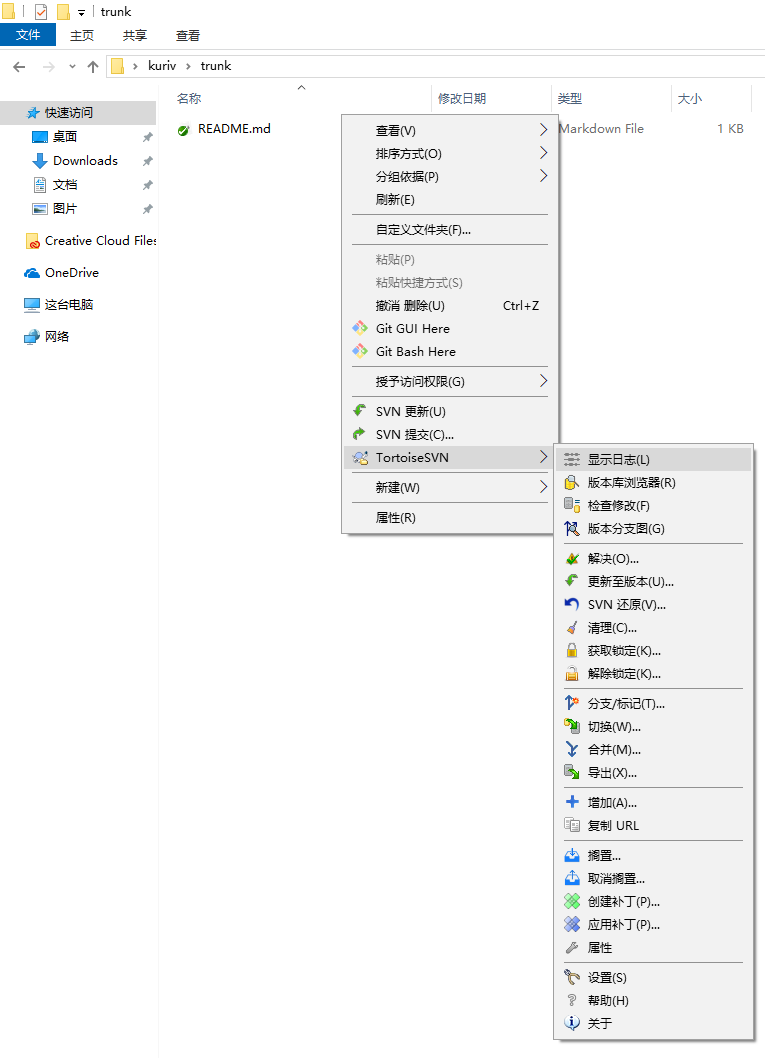 trunk
文件 主页 共享 查看
kuriv trunk
名称 修改日期 类型 大小
快速访问
桌面
Downloads
文档
图片
Creative Cloud Files
OneDrive
这台电脑
网络
README.md Markdown File 1 KB
查看(V)
排序方式(O)
分组依据(P)
刷新(E)
自定义文件夹(F)...
粘贴(P)
粘贴快捷方式(S)
撤消 删除(U) Ctrl+Z
Git GUI Here
Git Bash Here
授予访问权限(G)
SVN 更新(U)
SVN 提交(C)...
TortoiseSVN
新建(W)
属性(R)
显示日志(L)
版本库浏览器(R)
检查修改(F)
版本分支图(G)
解决(O)...
更新至版本(U)...
SVN 还原(V)...
清理(C)...
获取锁定(K)...
解除锁定(K)...
分支/标记(T)...
切换(W)...
合并(M)...
导出(X)...
增加(A)...
复制 URL
搁置...
取消搁置...
创建补丁(P)...
应用补丁(P)...
属性
设置(S)
帮助(H)
关于